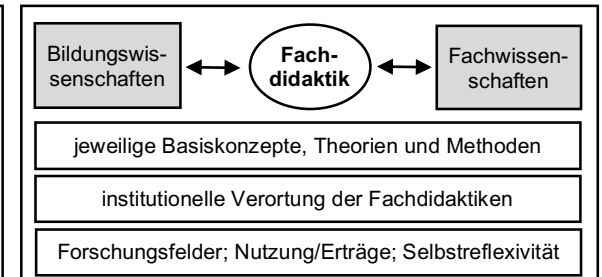 Bildungswis-
senschaften
Fach-
didaktik
Fachwissen-
schaften
jeweilige Basiskonzepte, Theorien und Methoden
institutionelle Verortung der Fachdidaktiken
Forschungsfelder; Nutzung/Erträge; Selbstreflexivität